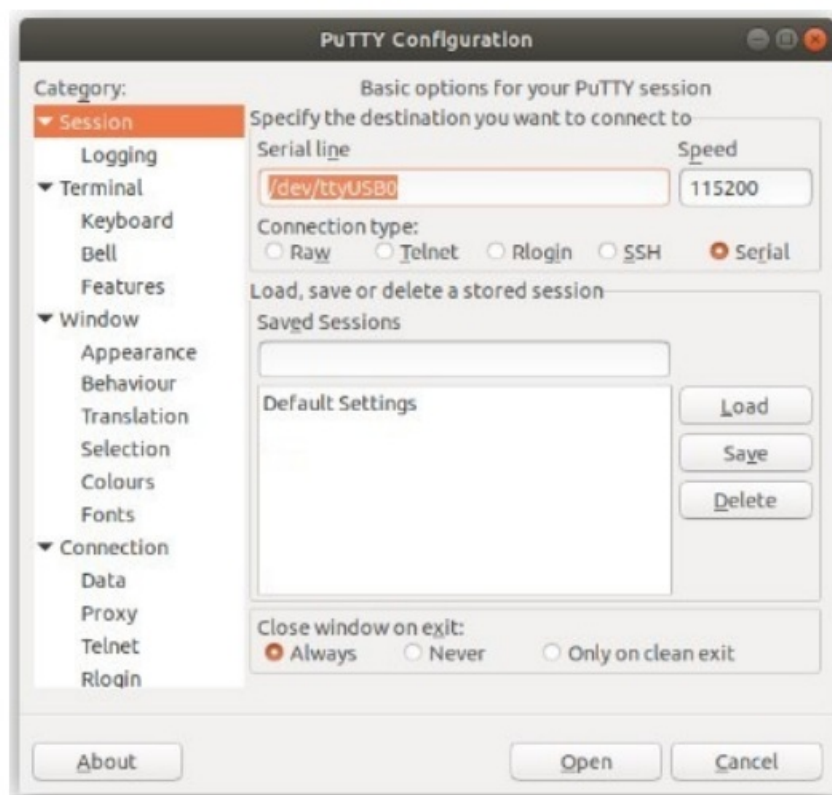 PuTTY Configuration
Category:
Session
Logging
Terminal
Keyboard
Bell
Features
Window
Appearance
Behaviour
Translation
Selection
Colours
Fonts
Connection
Data
Proxy
Telnet
Rlogin
Basic options for your PuTTY session
Specify the destination you want to connect to
Serial line Speed
/dev/ttyUSB0 115200
Connection type:
Raw Telnet Rlogin SSH Serial
Load, save or delete a stored session
Saved Sessions
Default Settings
Load
Save
Delete
Close window on exit:
Always Never Only on clean exit
About Open Cancel